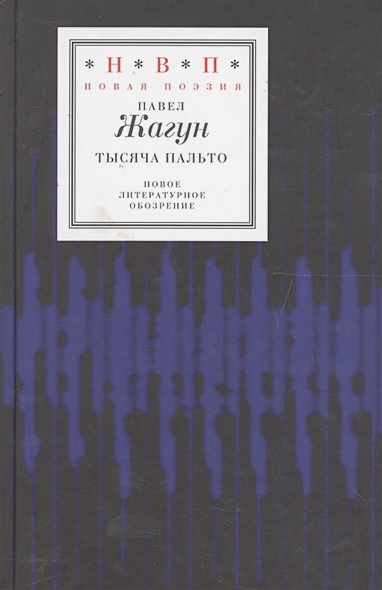 *Н*В*П*
НОВАЯ ПОЭЗИЯ
ПАВЕЛ
Жагун
ТЫСЯЧА ПАЛЬТО
НОВОЕ
ЛИТЕРАТУРНОЕ
ОБОЗРЕНИЕ